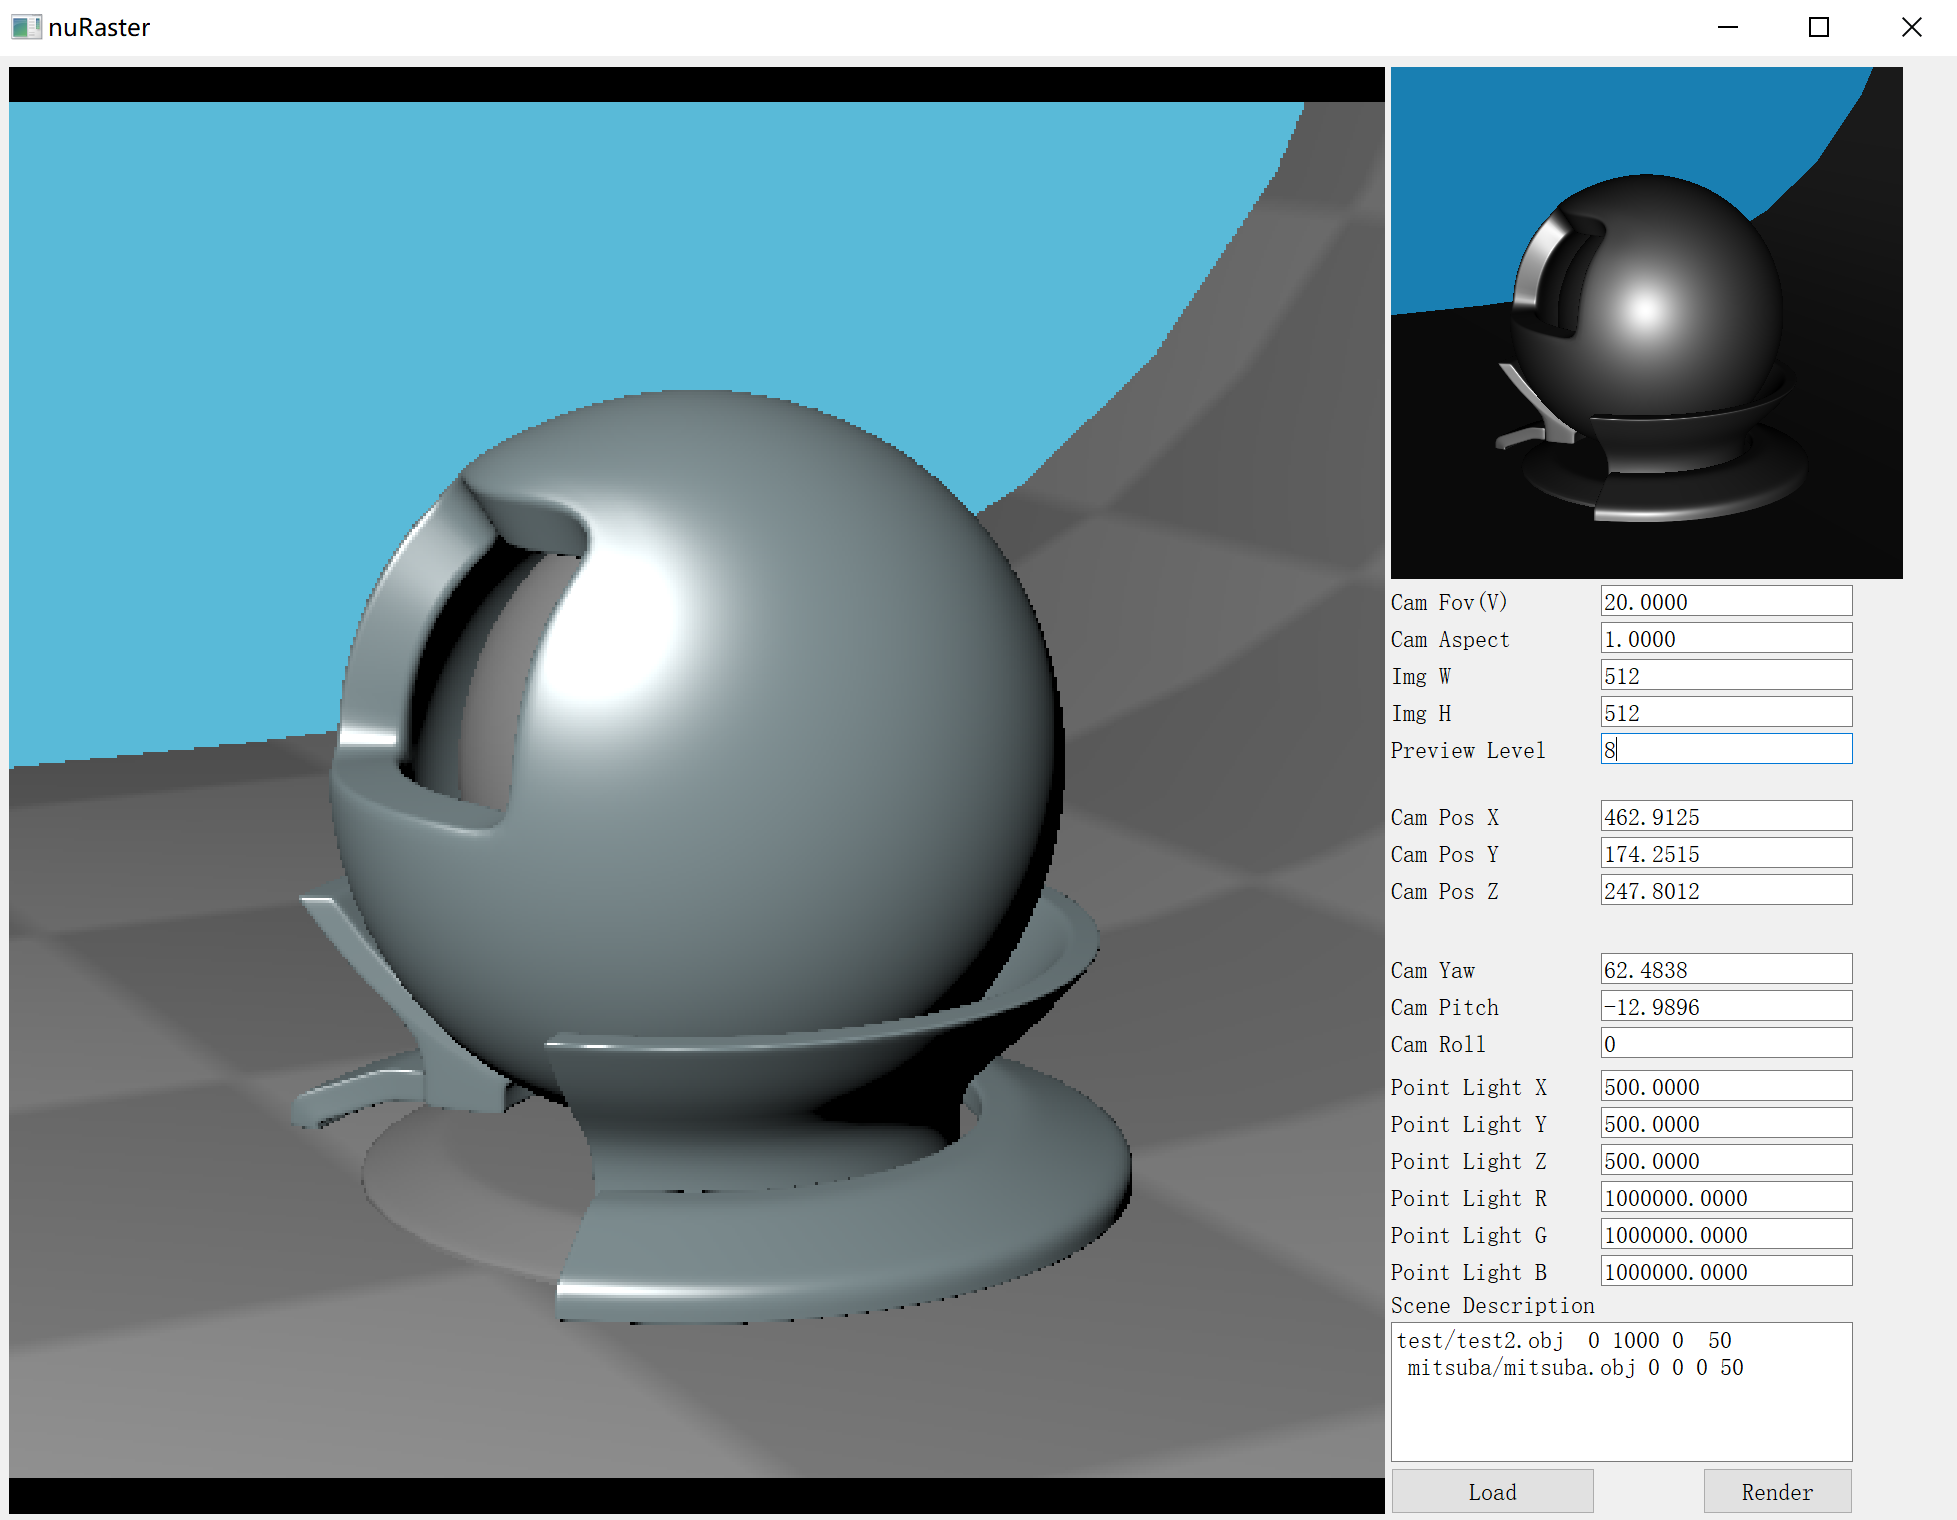 nuRaster
Cam Fov(V) 20.0000
Cam Aspect 1.0000
Img W 512
Img H 512
Preview Level 8
Cam Pos X 462.9125
Cam Pos Y 174.2515
Cam Pos Z 247.8012
Cam Yaw 62.4838
Cam Pitch -12.9896
Cam Roll 0
Point Light X 500.0000
Point Light Y 500.0000
Point Light Z 500.0000
Point Light R 1000000.0000
Point Light G 1000000.0000
Point Light B 1000000.0000
Scene Description
test/test2.obj  0 1000 0  50
mitsuba/mitsuba.obj 0 0 0 50
Load Render